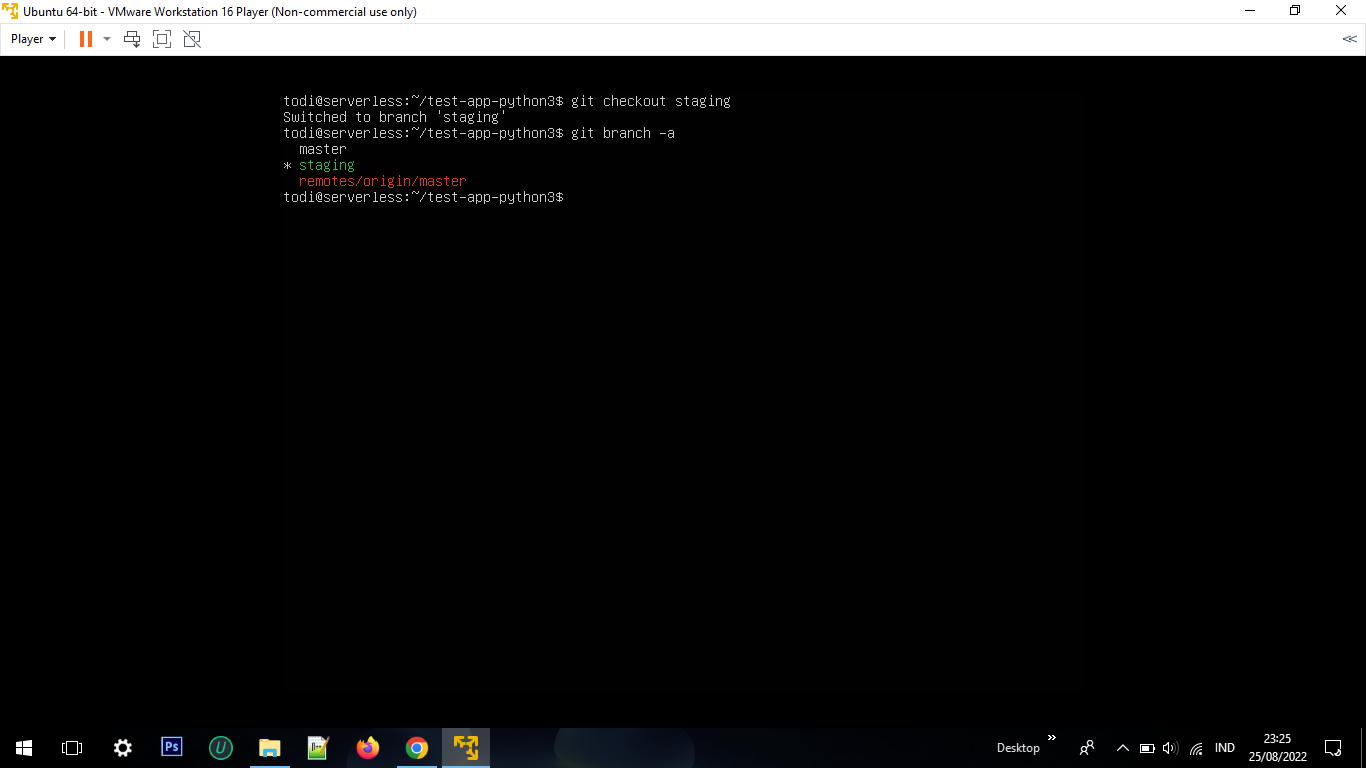 Ubuntu 64-bit - VMware Workstation 16 Player (Non-commercial use only)
Player
todi@serverless:~/test-app-python3$ git checkout staging
Switched to branch 'staging'
todi@serverless:~/test-app-python3$ git branch -a
  master
* staging
  remotes/origin/master
todi@serverless:~/test-app-python3$
Ps
U
Desktop
IND
23:25
25/08/2022